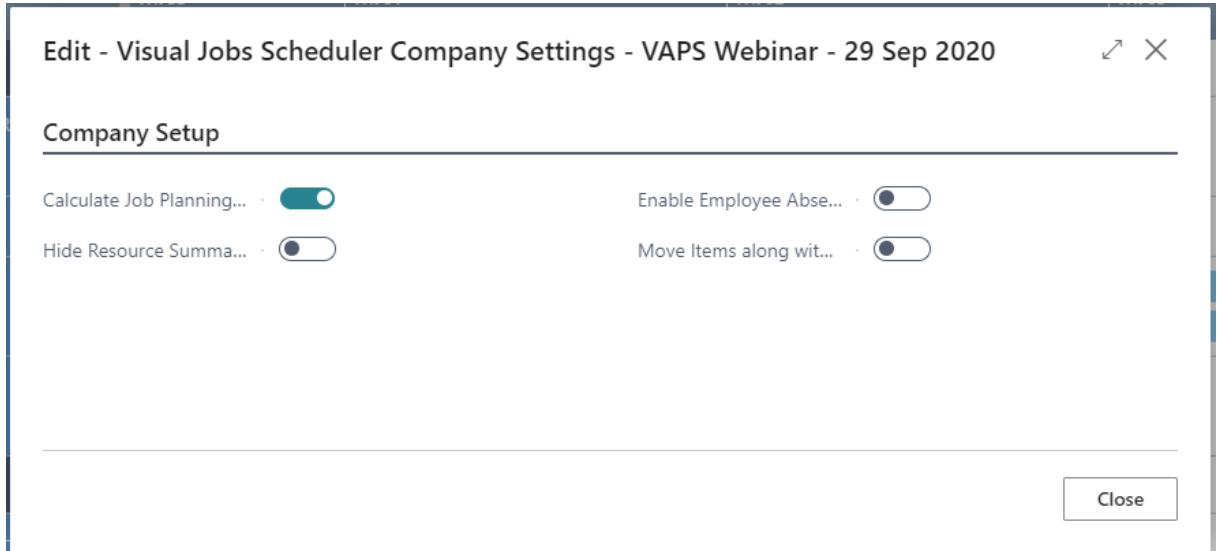 Edit - Visual Jobs Scheduler Company Settings - VAPS Webinar - 29 Sep 2020
Company Setup
Calculate Job Planning...
Enable Employee Abse...
Hide Resource Summa...
Move Items along wit...
Close